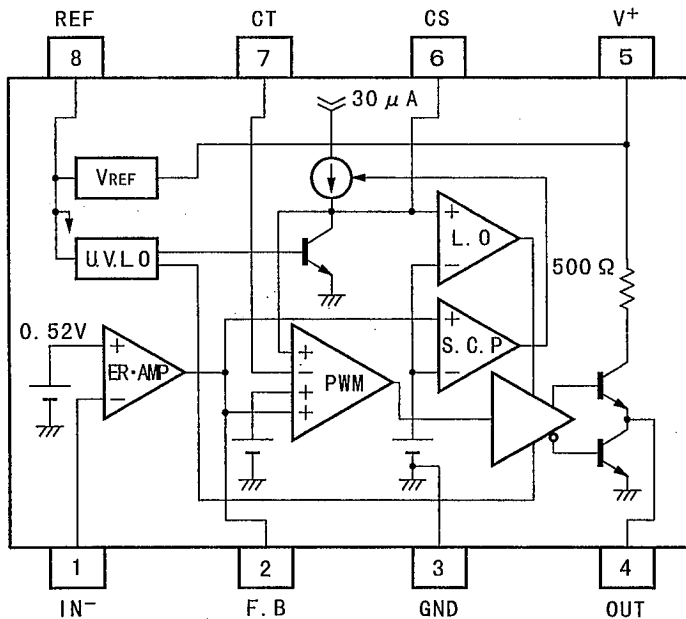 REF CT CS V+
8 7 6 5
30 μA
VREF
U.V.LO
L.O
500 Ω
0.52V
ER·AMP
S.C.P
PWM
1 2 3 4
IN- F.B GND OUT